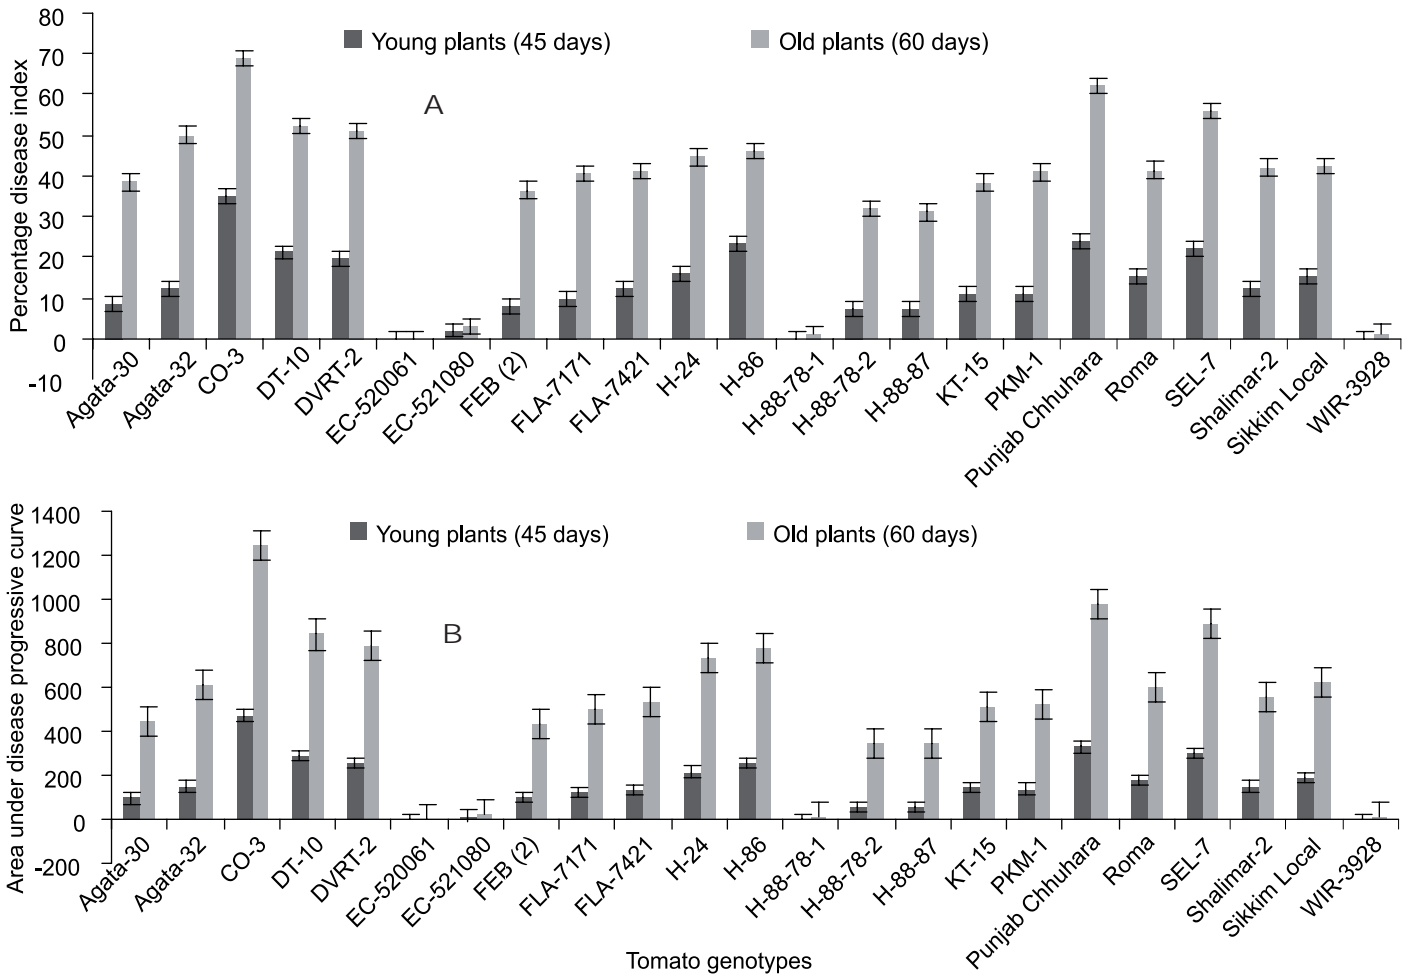 Percentage disease index
80
70
60
50
40
30
20
10
0
-10
Young plants (45 days)
Old plants (60 days)
A
Agata-30
Agata-32
CO-3
DT-10
DVRT-2
EC-520061
EC-521080
FEB (2)
FLA-7171
FLA-7421
H-24
H-86
H-88-78-1
H-88-78-2
H-88-87
KT-15
PKM-1
Punjab Chhuhara
Roma
SEL-7
Shalimar-2
Sikkim Local
WIR-3928
Area under disease progressive curve
1400
1200
1000
800
600
400
200
0
-200
Young plants (45 days)
Old plants (60 days)
B
Agata-30
Agata-32
CO-3
DT-10
DVRT-2
EC-520061
EC-521080
FEB (2)
FLA-7171
FLA-7421
H-24
H-86
H-88-78-1
H-88-78-2
H-88-87
KT-15
PKM-1
Punjab Chhuhara
Roma
SEL-7
Shalimar-2
Sikkim Local
WIR-3928
Tomato genotypes